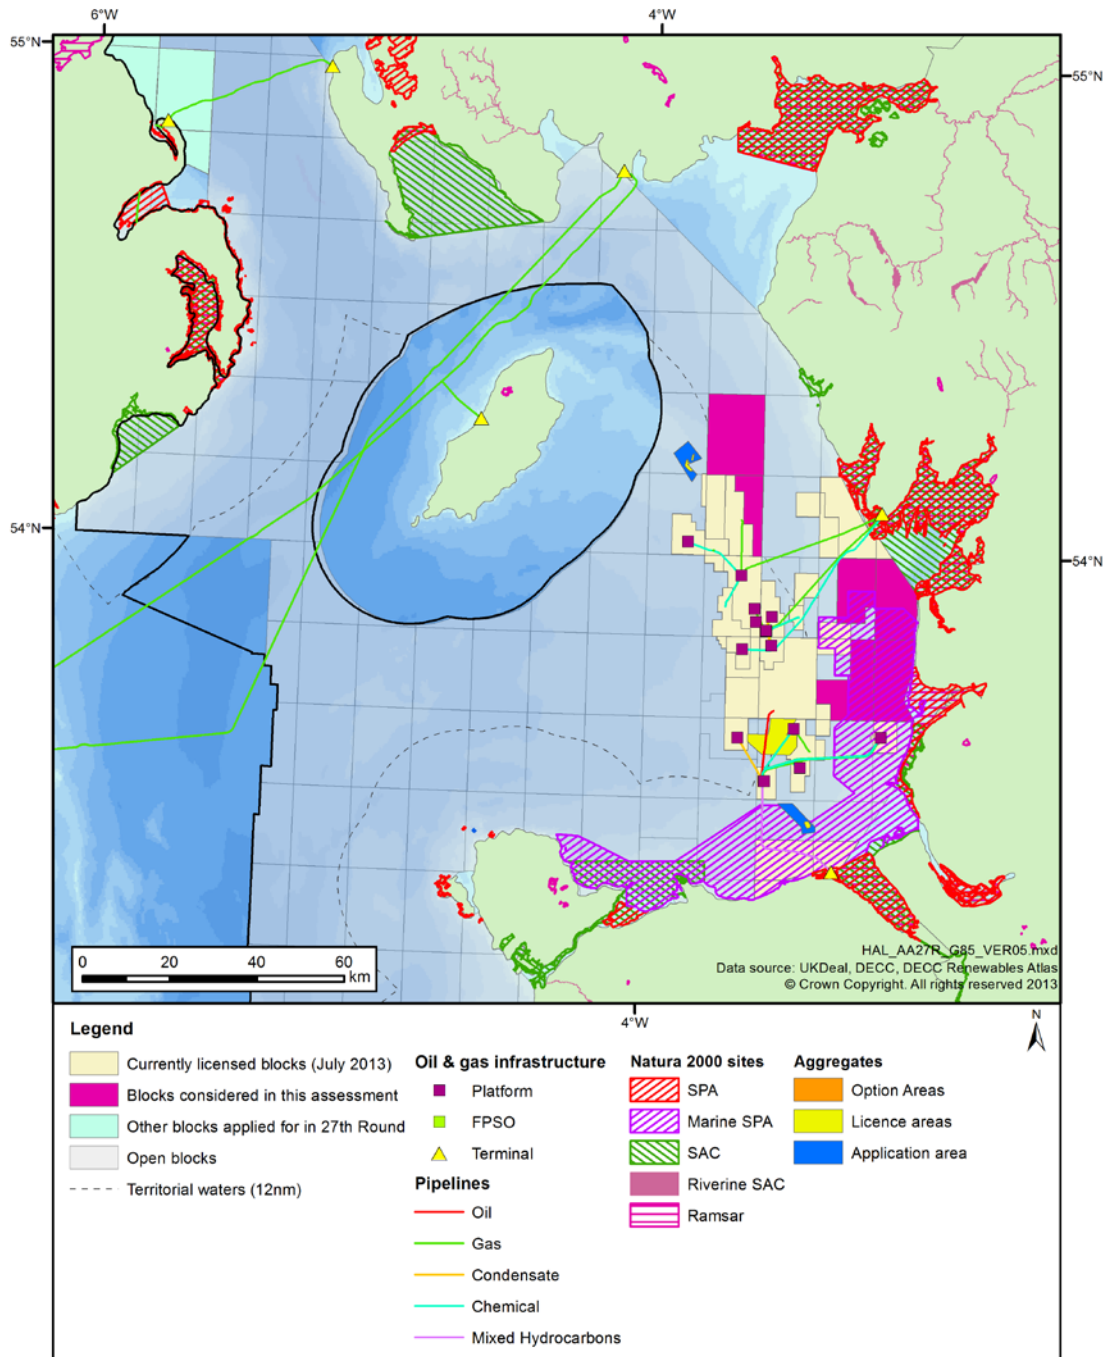 6°W 4°W
55°N
55°N
54°N
54°N
0 20 40 60
km
HAL_AA27R_G85_VER05.mxd
Data source: UKDeal, DECC, DECC Renewables Atlas
© Crown Copyright. All rights reserved 2013
4°W
N
Legend
Currently licensed blocks (July 2013)
Blocks considered in this assessment
Other blocks applied for in 27th Round
Open blocks
Territorial waters (12nm)
Oil & gas infrastructure
Platform
FPSO
Terminal
Pipelines
Oil
Gas
Condensate
Chemical
Mixed Hydrocarbons
Natura 2000 sites
SPA
Marine SPA
SAC
Riverine SAC
Ramsar
Aggregates
Option Areas
Licence areas
Application area